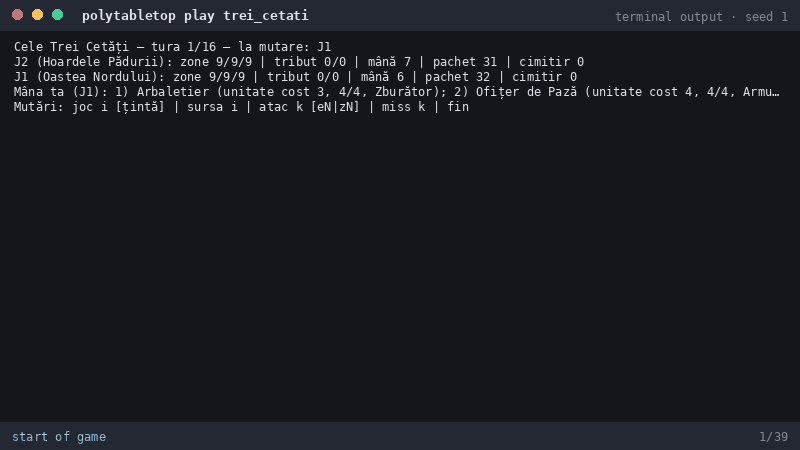 polytabletop play trei_cetati
terminal output · seed 1
Cele Trei Cetăți — tura 1/16 — la mutare: J1
J2 (Hoardele Pădurii): zone 9/9/9 | tribut 0/0 | mână 7 | pachet 31 | cimitir 0
J1 (Oastea Nordului): zone 9/9/9 | tribut 0/0 | mână 6 | pachet 32 | cimitir 0
Mâna ta (J1): 1) Arbaletier (unitate cost 3, 4/4, Zburător); 2) Ofițer de Pază (unitate cost 4, 4/4, Armu…
Mutări: joc i [țintă] | sursa i | atac k [eN|zN] | miss k | fin
start of game
1/39